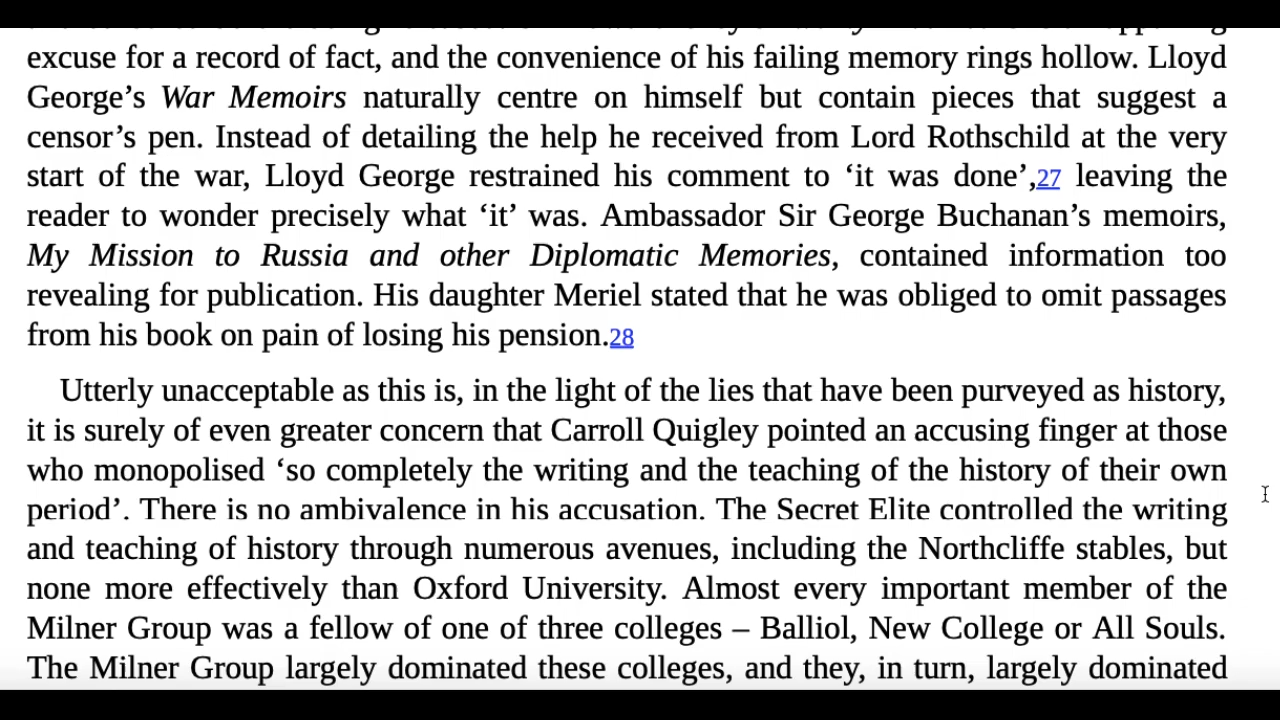 excuse for a record of fact, and the convenience of his failing memory rings hollow. Lloyd
George’s War Memoirs naturally centre on himself but contain pieces that suggest a
censor’s pen. Instead of detailing the help he received from Lord Rothschild at the very
start of the war, Lloyd George restrained his comment to ‘it was done’,27 leaving the
reader to wonder precisely what ‘it’ was. Ambassador Sir George Buchanan’s memoirs,
My Mission to Russia and other Diplomatic Memories, contained information too
revealing for publication. His daughter Meriel stated that he was obliged to omit passages
from his book on pain of losing his pension.28
Utterly unacceptable as this is, in the light of the lies that have been purveyed as history,
it is surely of even greater concern that Carroll Quigley pointed an accusing finger at those
who monopolised ‘so completely the writing and the teaching of the history of their own
period’. There is no ambivalence in his accusation. The Secret Elite controlled the writing
and teaching of history through numerous avenues, including the Northcliffe stables, but
none more effectively than Oxford University. Almost every important member of the
Milner Group was a fellow of one of three colleges – Balliol, New College or All Souls.
The Milner Group largely dominated these colleges, and they, in turn, largely dominated